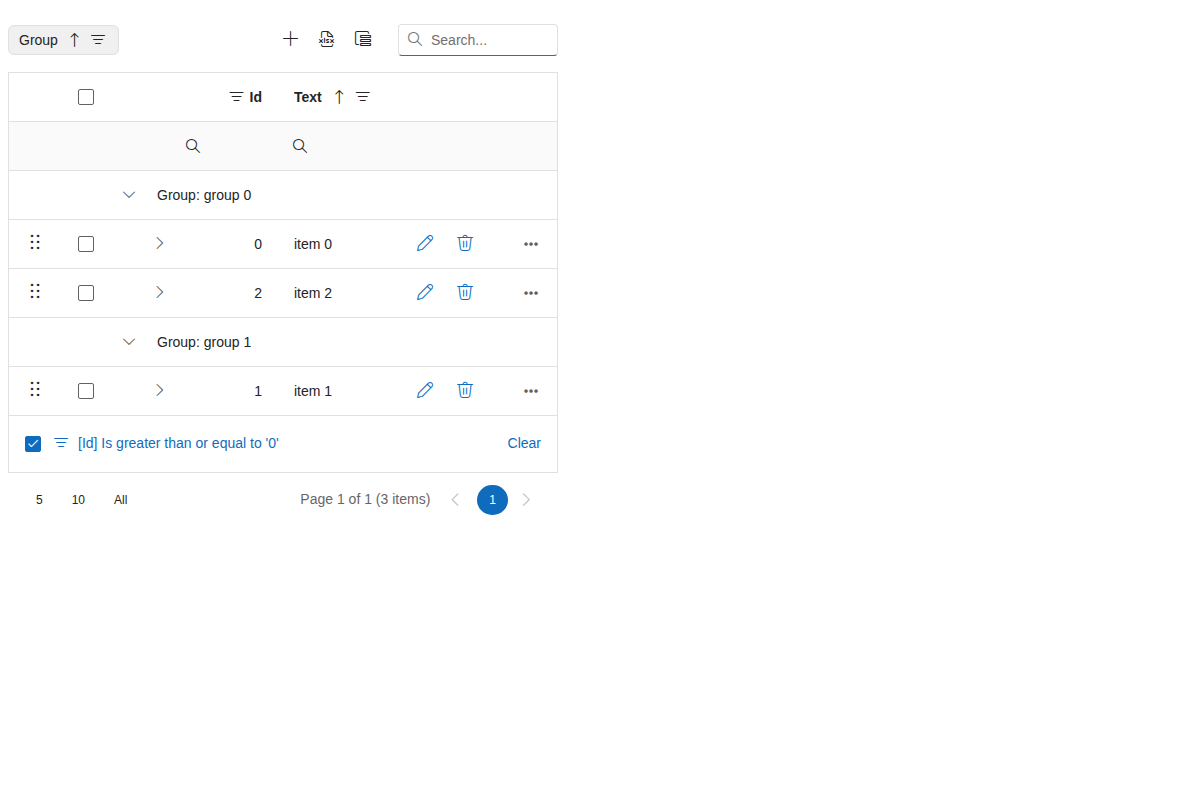 Group
xlsx
Search...
Id Text
Group: group 0
0 item 0
2 item 2
Group: group 1
1 item 1
[Id] Is greater than or equal to '0' Clear
5 10 All Page 1 of 1 (3 items) 1